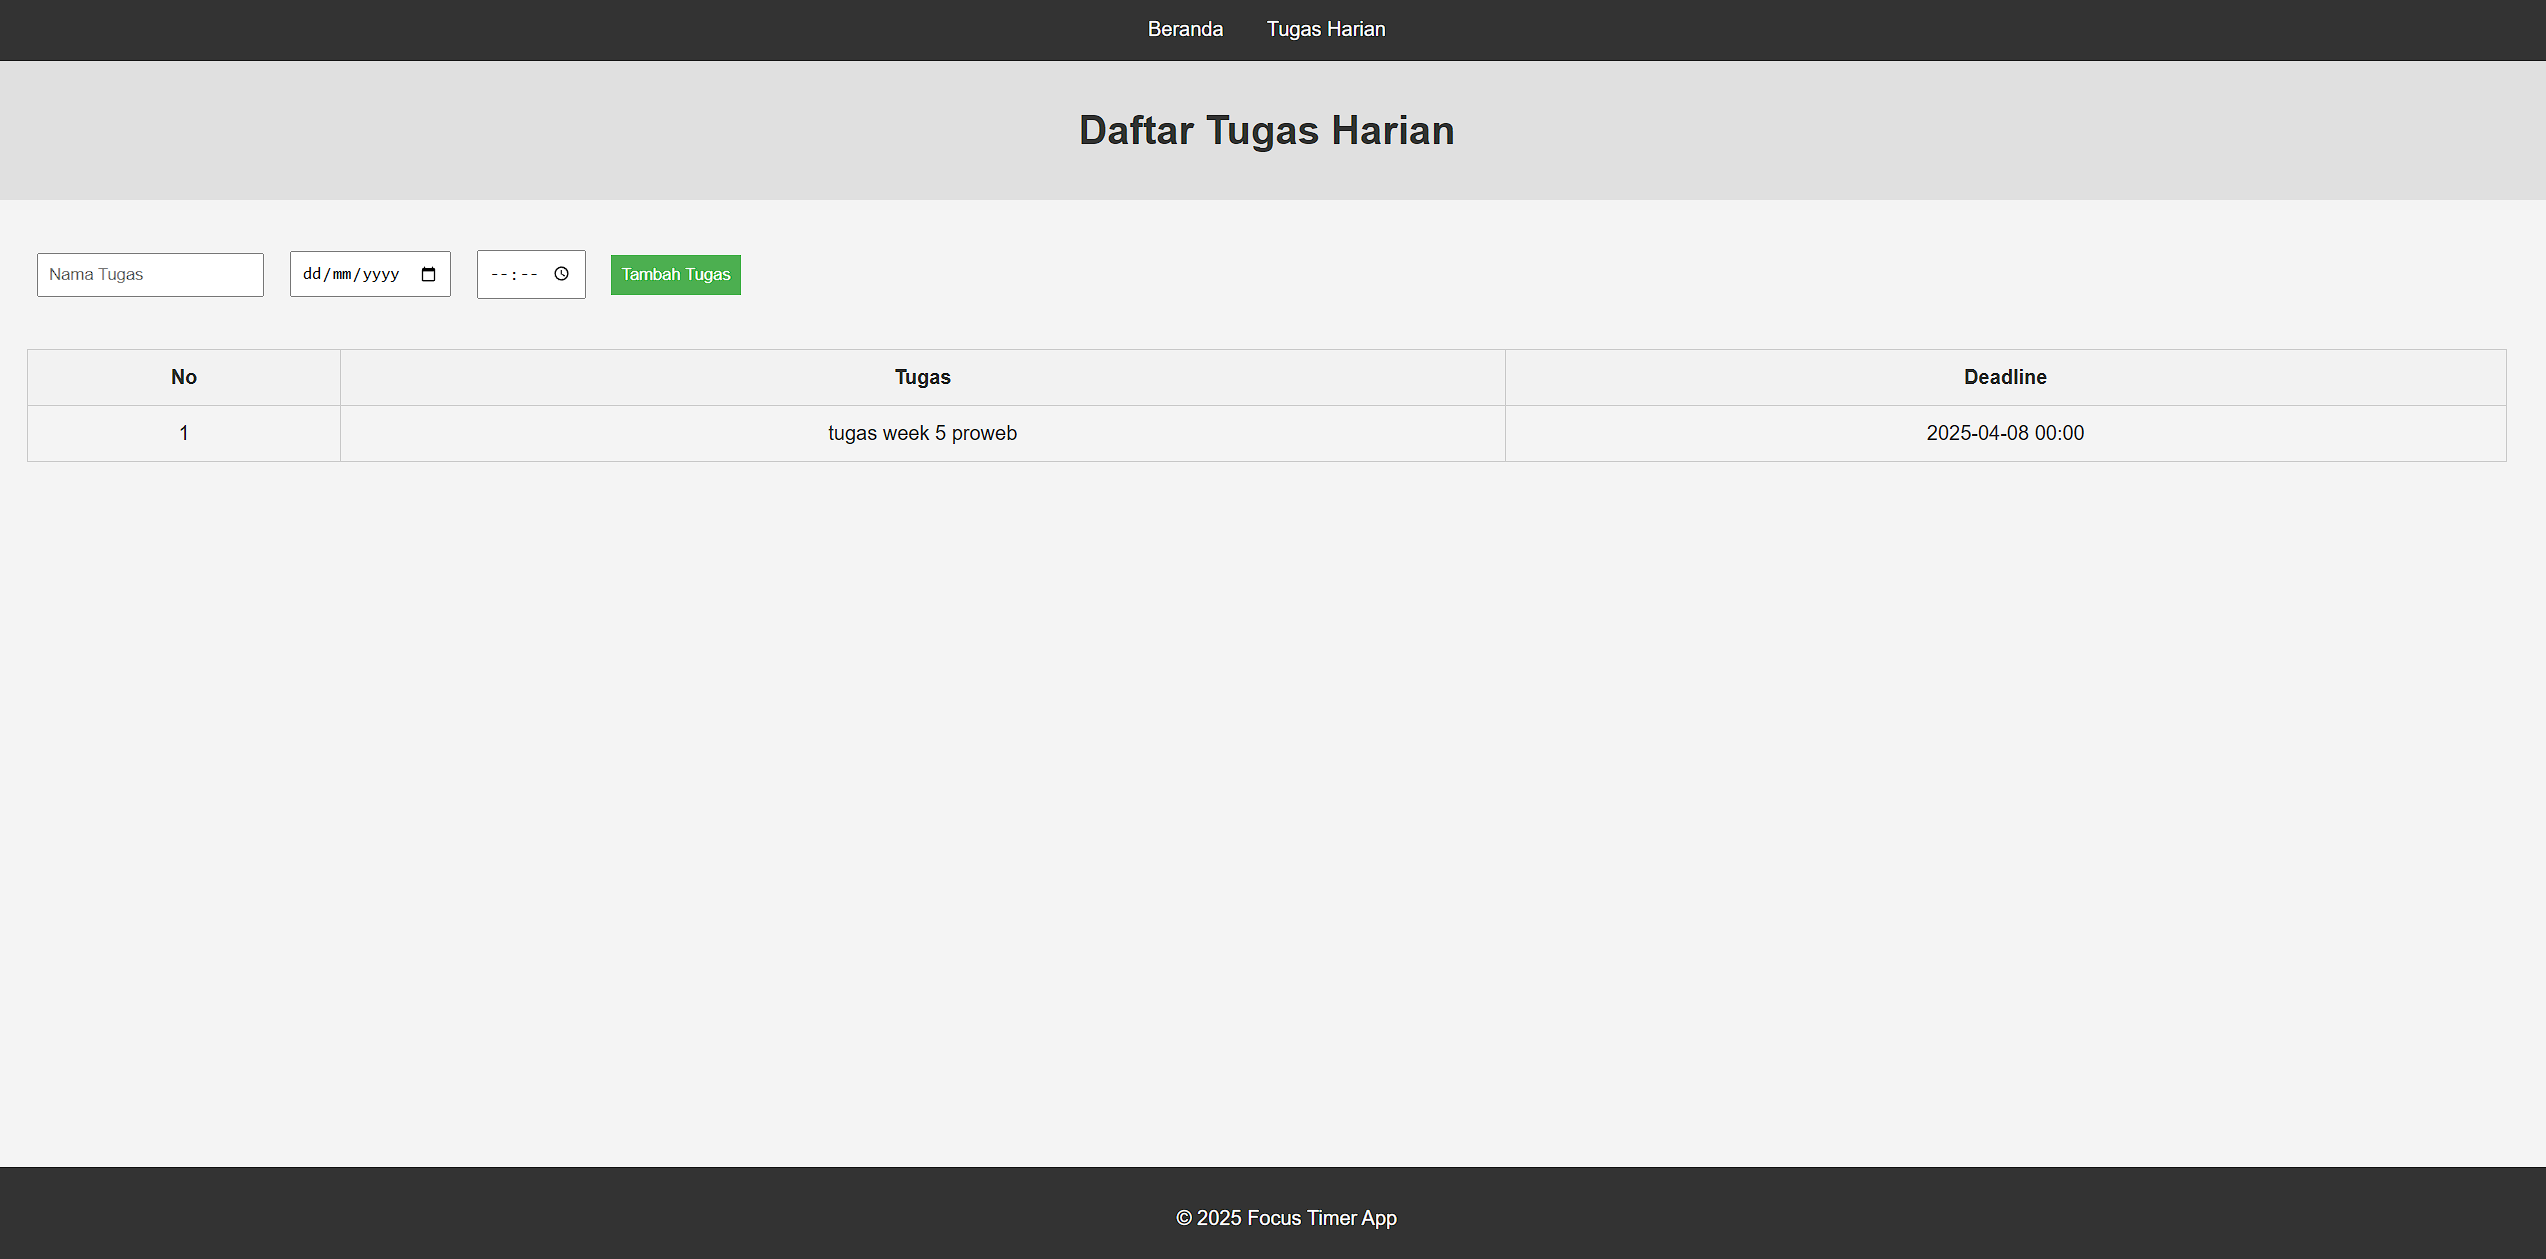 Beranda Tugas Harian
Daftar Tugas Harian
Nama Tugas dd/mm/yyyy --:-- Tambah Tugas
No Tugas Deadline
1 tugas week 5 proweb 2025-04-08 00:00
© 2025 Focus Timer App